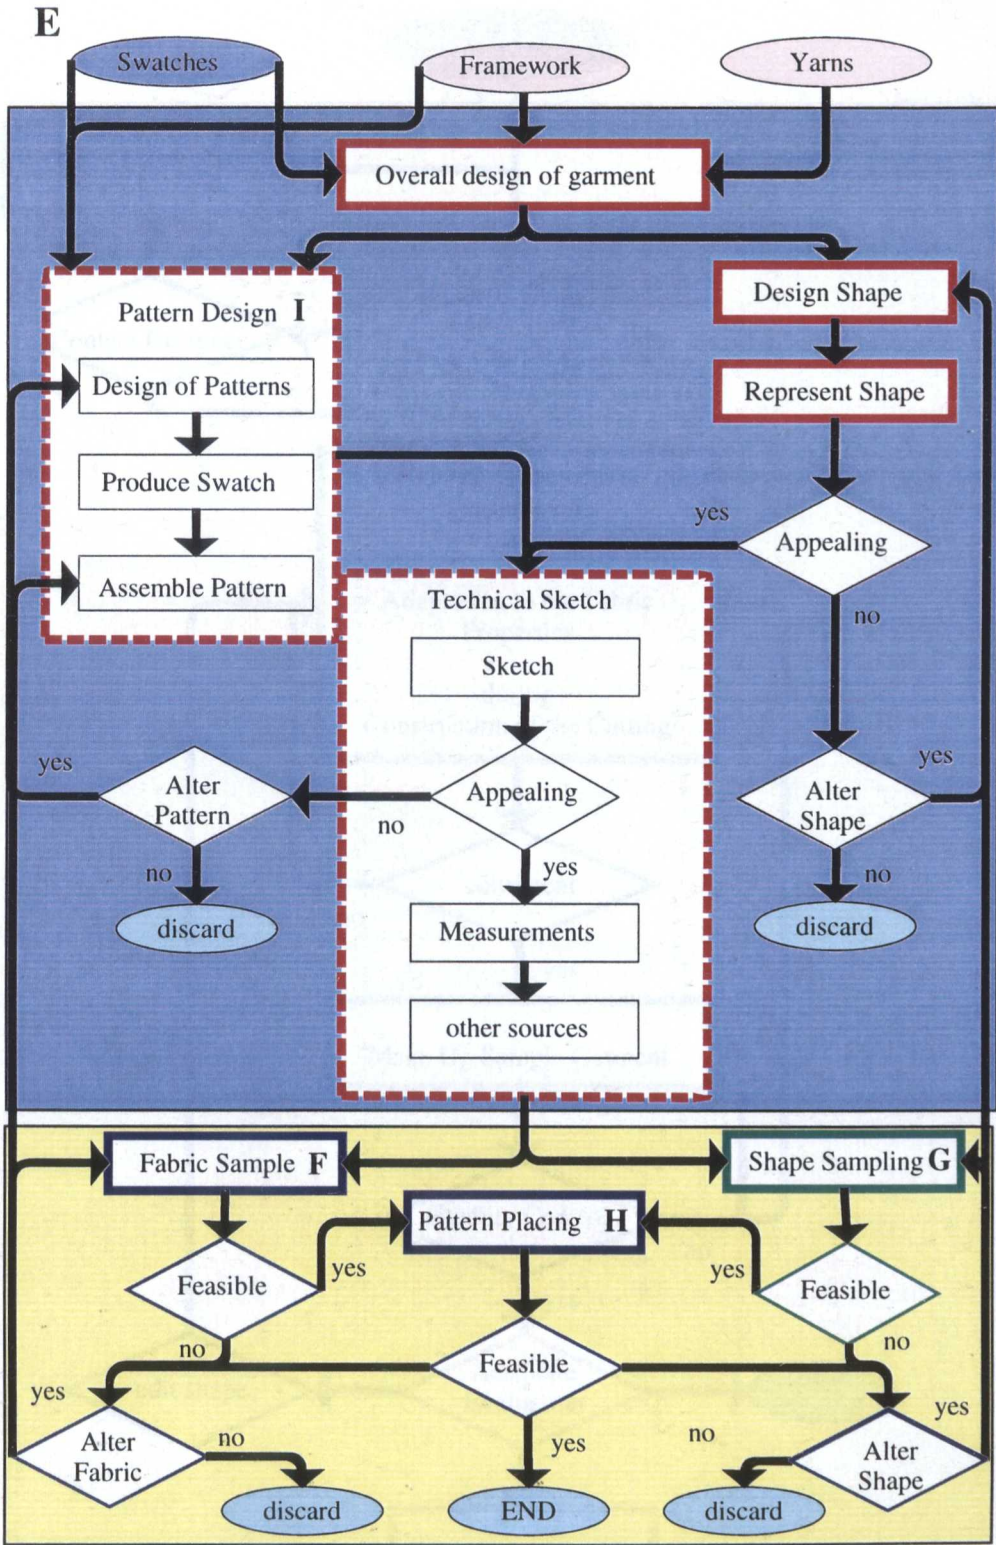 E
Swatches
Framework
Yarns
Overall design of garment
Pattern Design I
Design Shape
Design of Patterns
Represent Shape
Produce Swatch
yes
Appealing
Assemble Pattern
Technical Sketch
no
Sketch
yes
Alter
Pattern
Appealing
yes
Alter
Shape
no
no
yes
no
discard
Measurements
discard
other sources
Fabric Sample F
Shape Sampling G
Pattern Placing H
Feasible
yes
yes
Feasible
no
Feasible
no
yes
yes
Alter
Fabric
no
yes
no
Alter
Shape
discard
END
discard